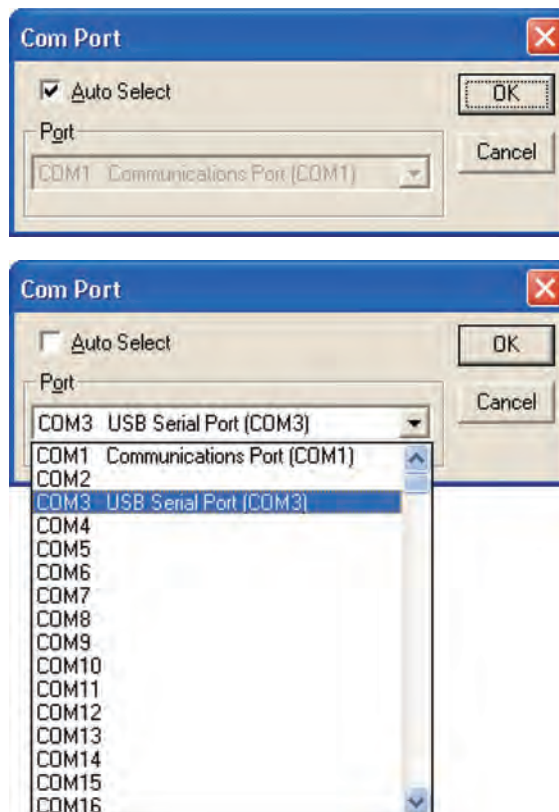 Com Port
Auto Select
OK
Port
COM1 Communications Port (COM1)
Cancel
Com Port
Auto Select
OK
Port
Cancel
COM3 USB Serial Port (COM3)
COM1 Communications Port (COM1)
COM2
COM3 USB Serial Port (COM3)
COM4
COM5
COM6
COM7
COM8
COM9
COM10
COM11
COM12
COM13
COM14
COM15
COM16